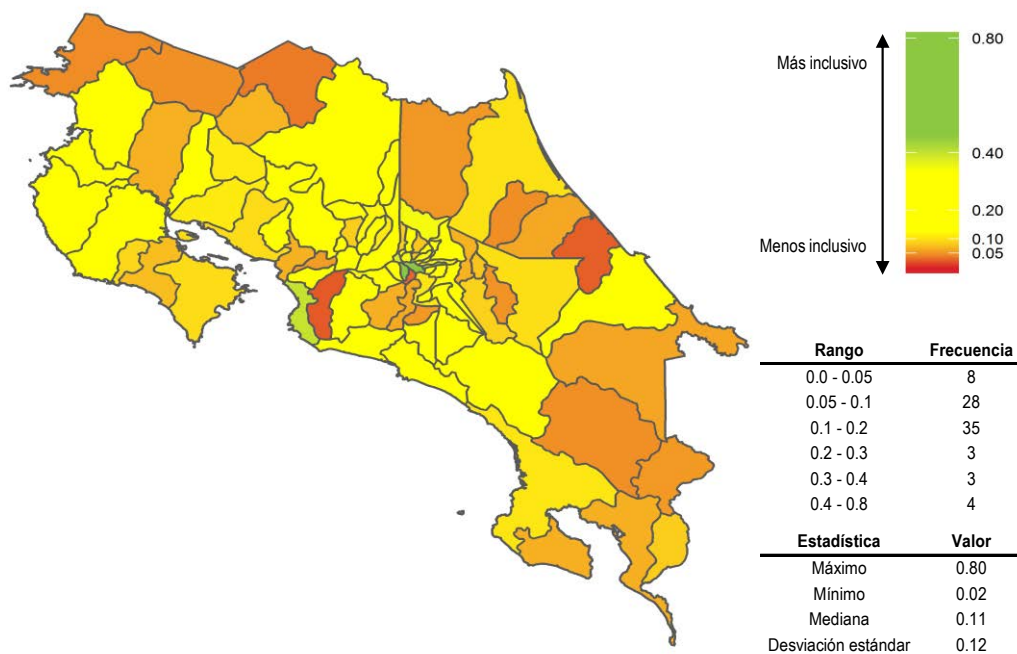 Más inclusivo
Menos inclusivo
0.80
0.40
0.20
0.10
0.05
Rango Frecuencia
0.0 - 0.05 8
0.05 - 0.1 28
0.1 - 0.2 35
0.2 - 0.3 3
0.3 - 0.4 3
0.4 - 0.8 4
Estadística Valor
Máximo 0.80
Mínimo 0.02
Mediana 0.11
Desviación estándar 0.12